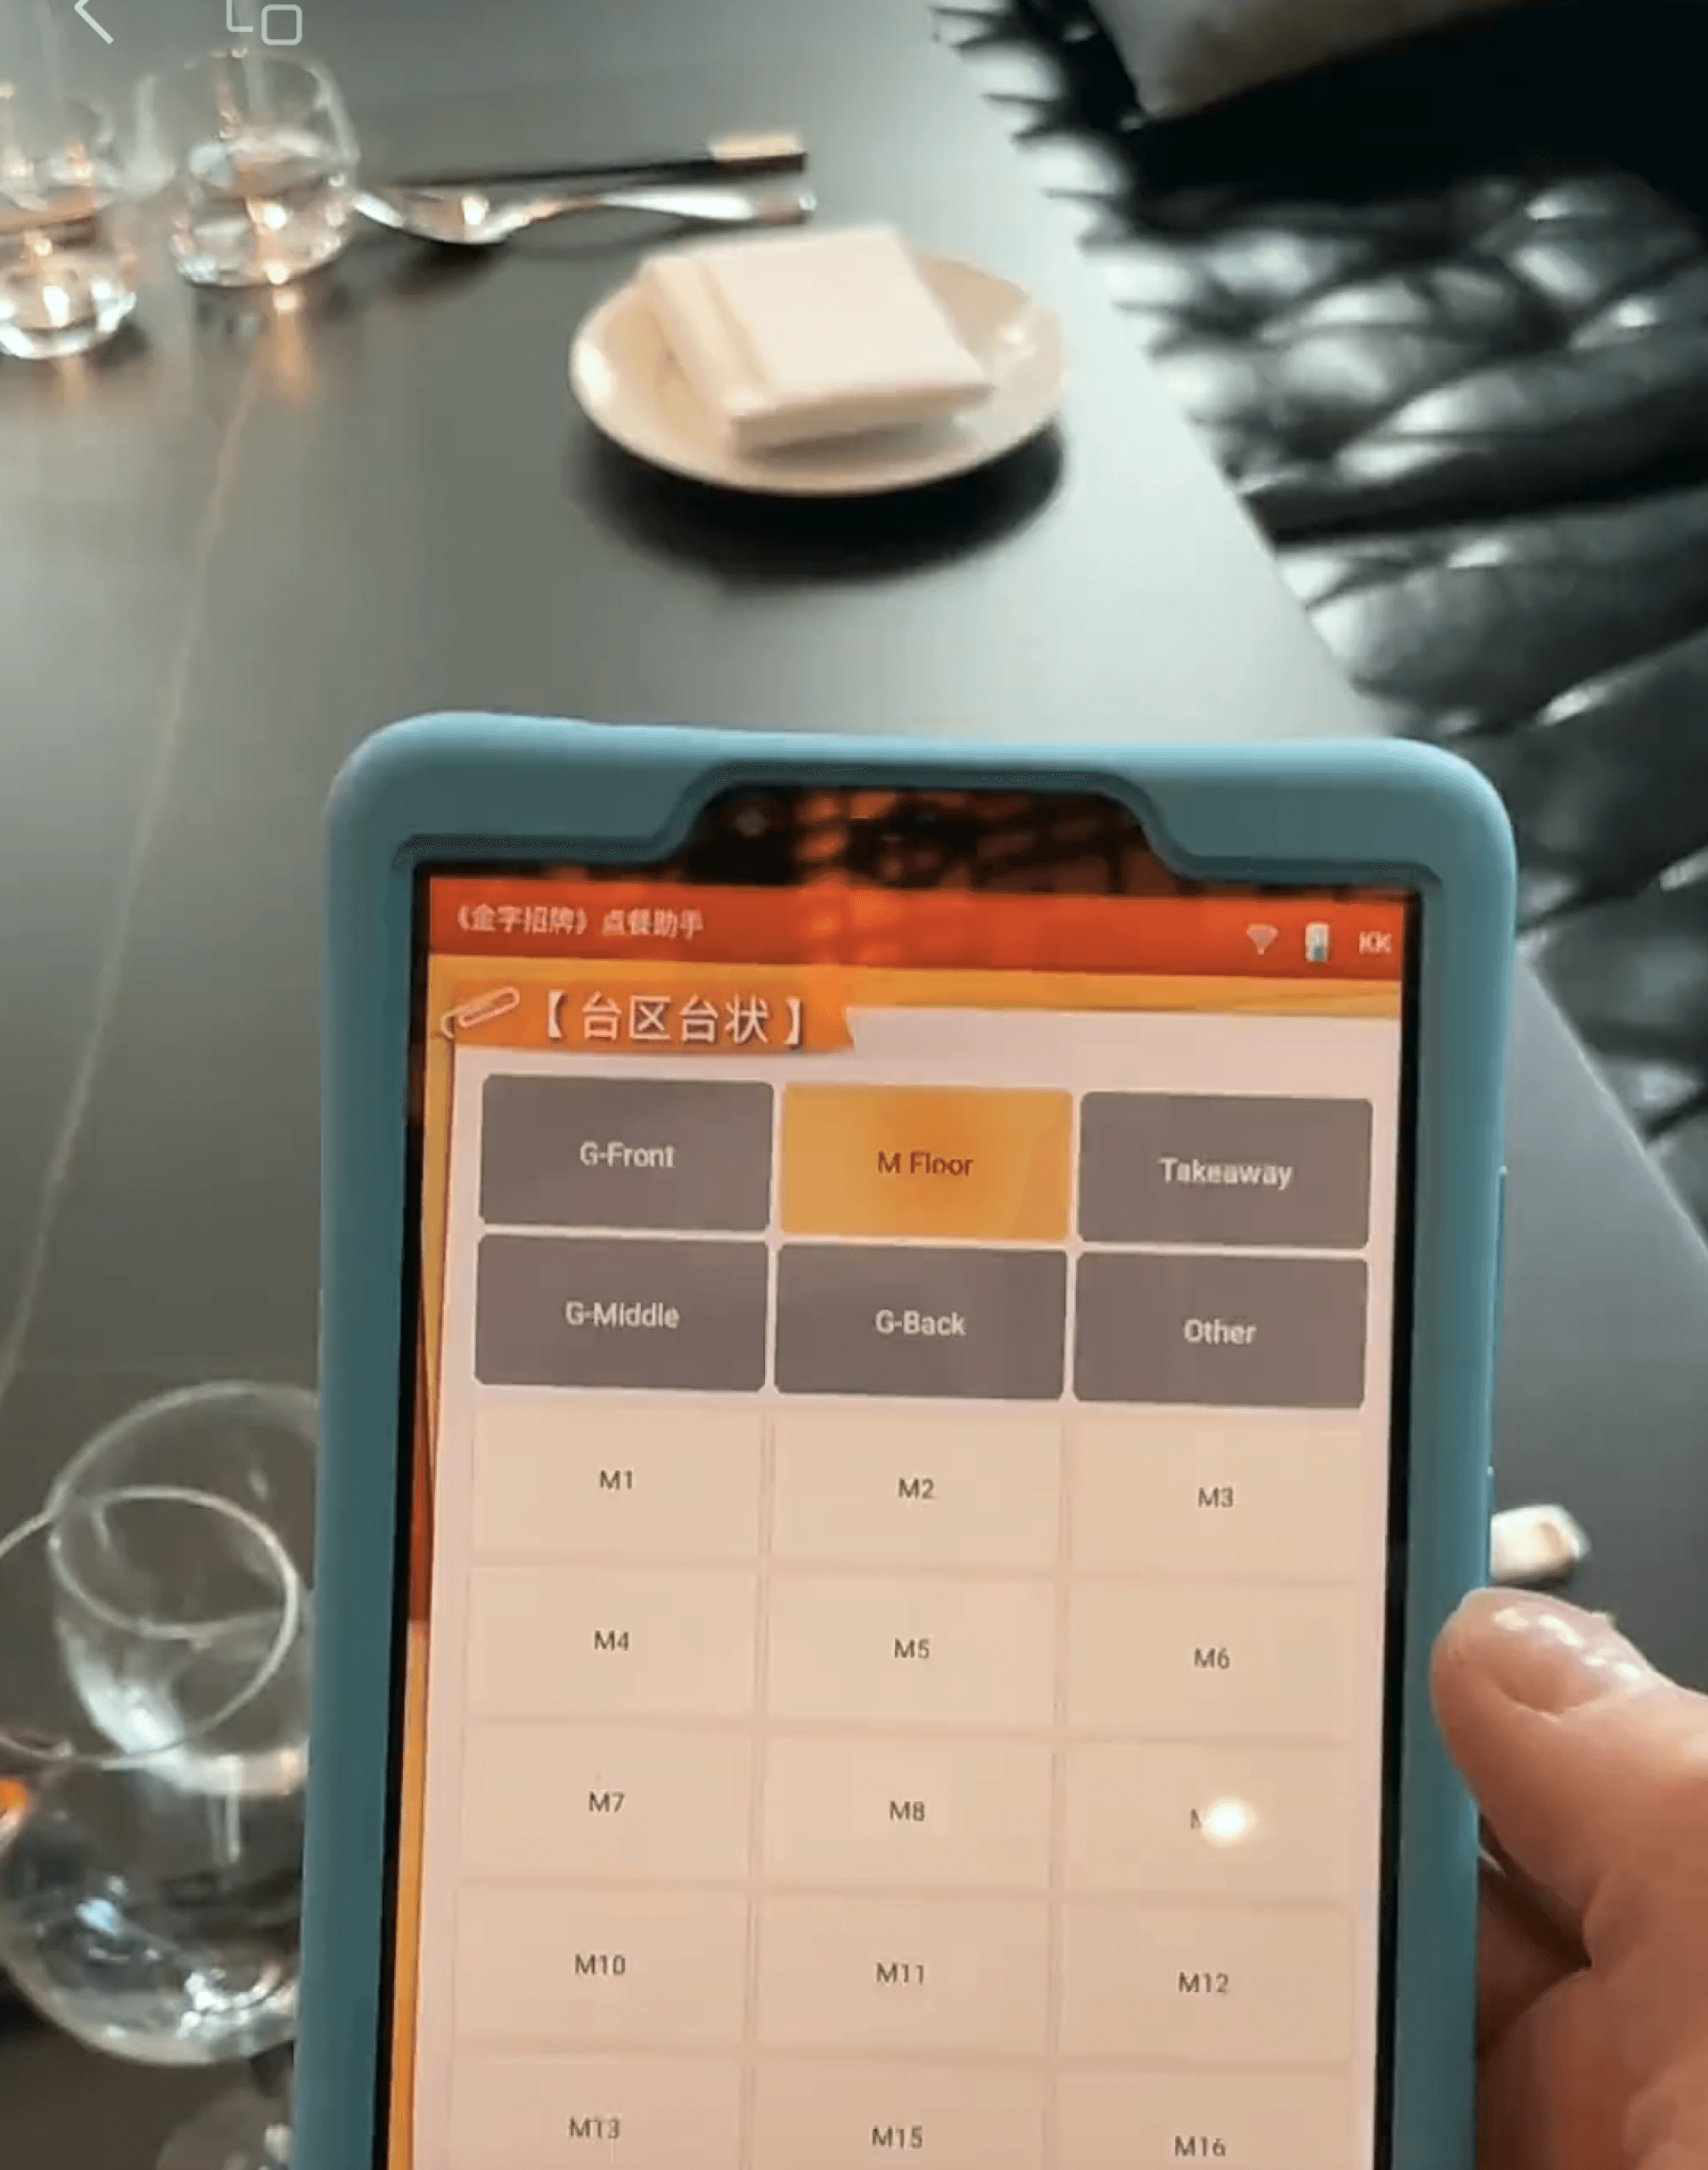 《金字招牌》点餐助手 KK
【台区台状】
G-Front M Floor Takeaway
G-Middle G-Back Other
M1 M2 M3
M4 M5 M6
M7 M8
M10 M11 M12
M13 M15 M16